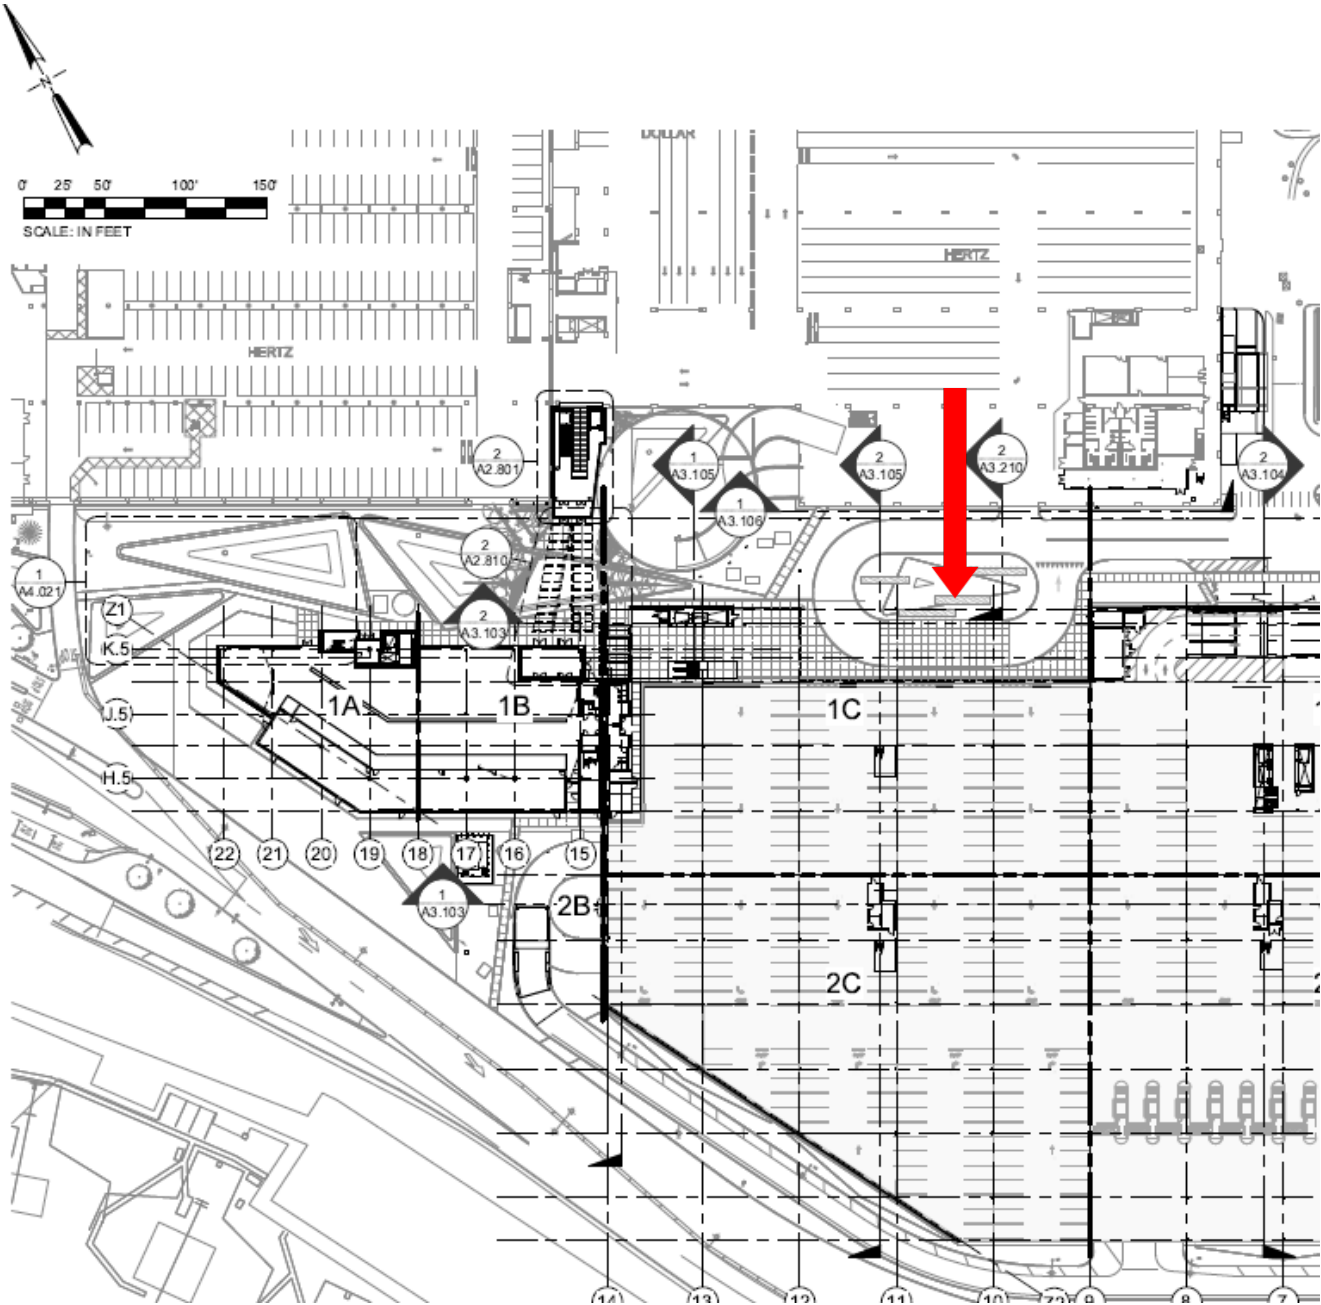 0' 25' 50' 100' 150'
SCALE: IN FEET
DOLLAR
HERTZ
HERTZ
2
A2.801
1
A3.105
2
A3.105
2
A3.210
2
A3.104
1
A3.106
2
A2.810
1
A4.021
2
A3.103
Z1
K.5
J.5
H.5
1A
1B
1C
22 21 20 19 18 17 16 15
1
A3.103
2B
2C
14 13 12 11 10 9 8 7